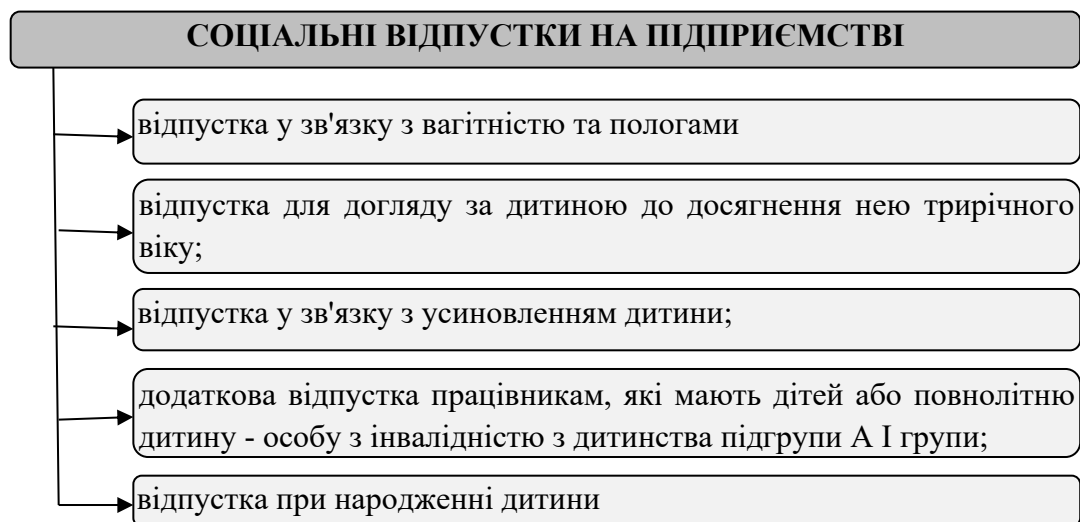 СОЦІАЛЬНІ ВІДПУСТКИ НА ПІДПРИЄМСТВІ
відпустка у зв'язку з вагітністю та пологами
відпустка для догляду за дитиною до досягнення нею трирічного
віку;
відпустка у зв'язку з усиновленням дитини;
додаткова відпустка працівникам, які мають дітей або повнолітню
дитину - особу з інвалідністю з дитинства підгрупи А І групи;
відпустка при народженні дитини